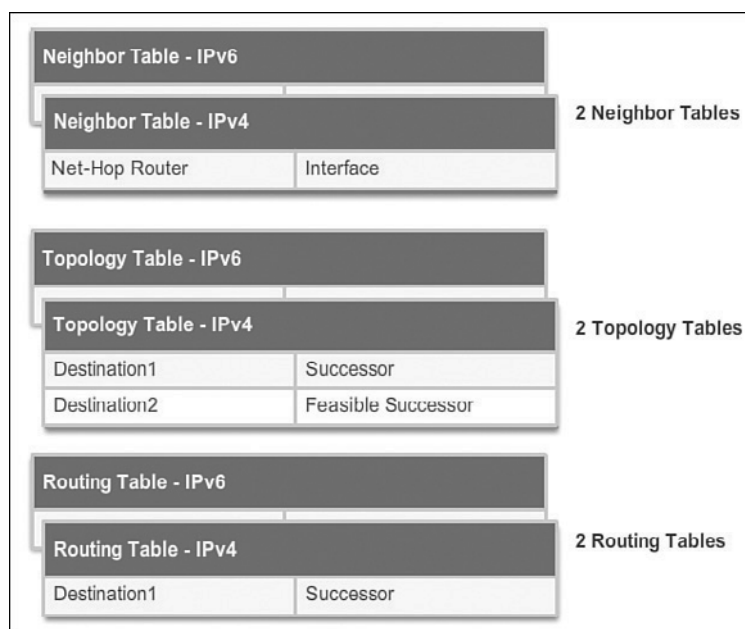 Neighbor Table - IPv6
Neighbor Table - IPv4
Net-Hop Router Interface
2 Neighbor Tables
Topology Table - IPv6
Topology Table - IPv4
Destination1 Successor
Destination2 Feasible Successor
2 Topology Tables
Routing Table - IPv6
Routing Table - IPv4
Destination1 Successor
2 Routing Tables